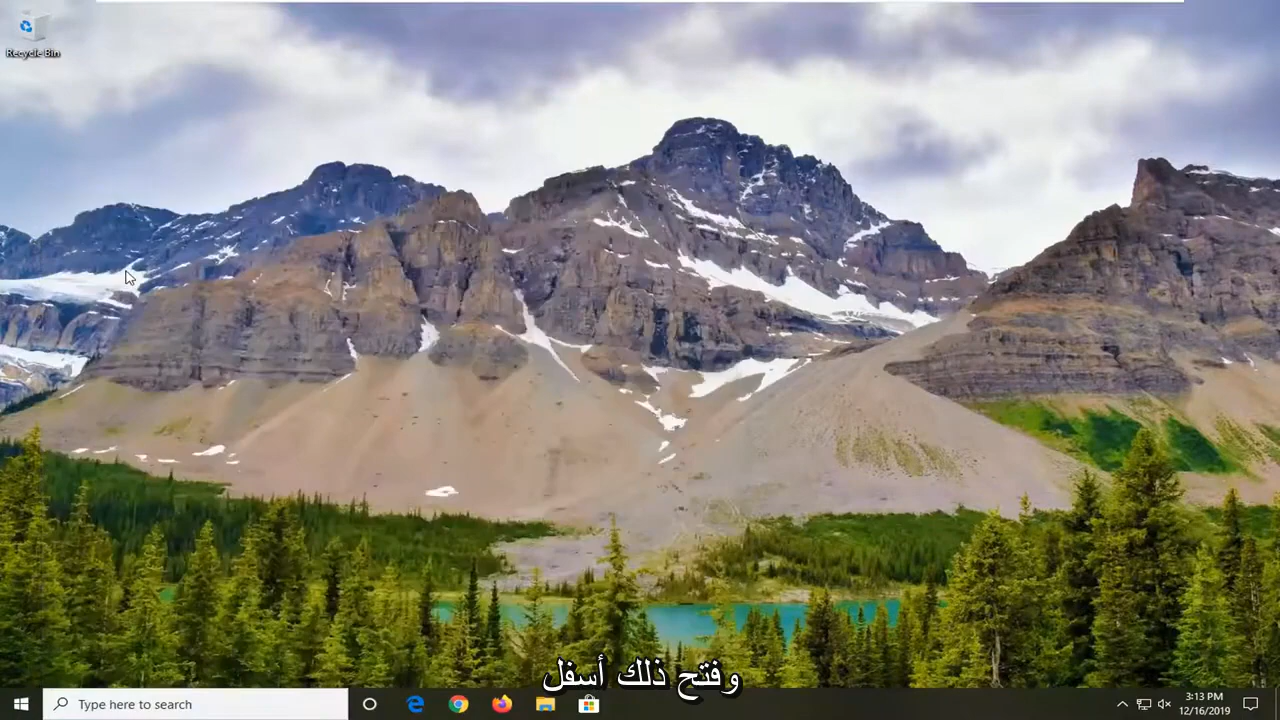 Recycle Bin
وفتح ذلك أسفل
Type here to search
3:13 PM
12/16/2019